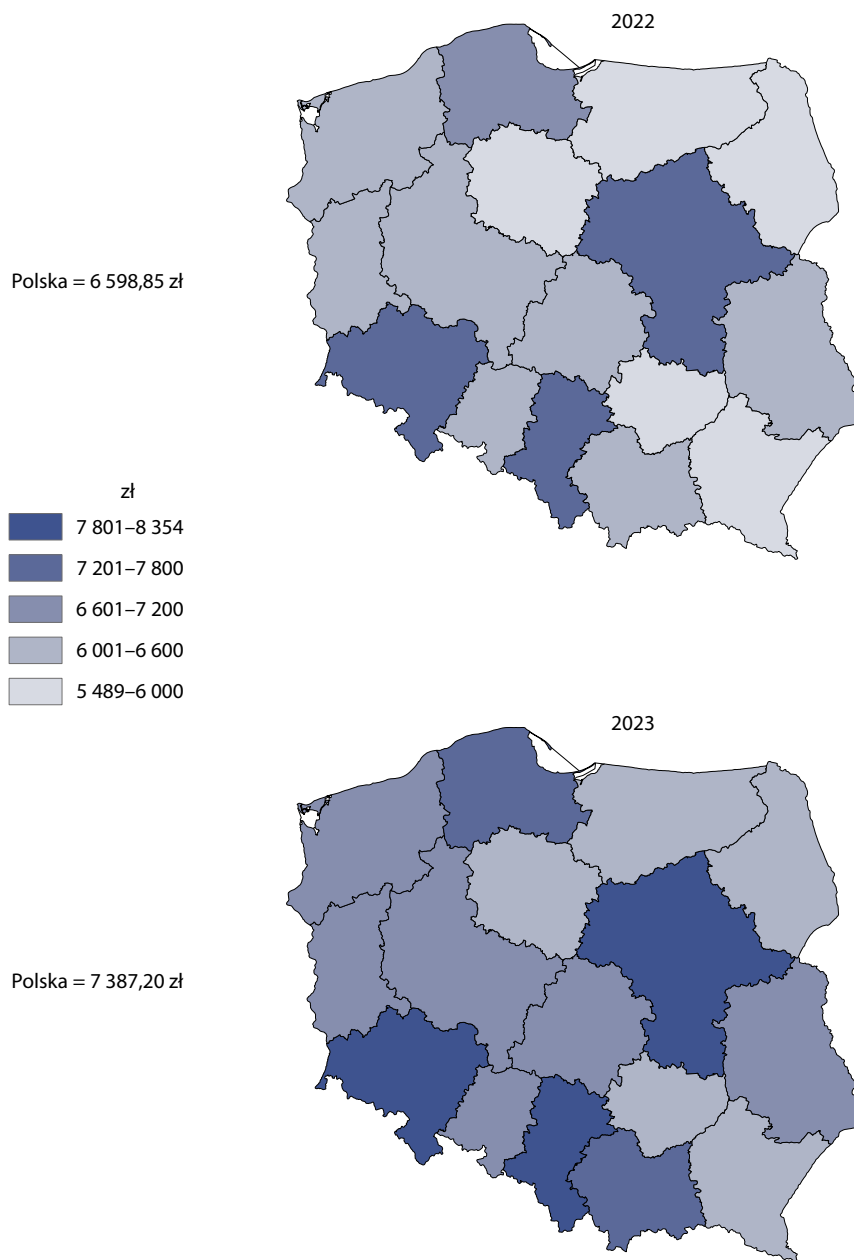 2022
Polska = 6 598,85 zł
zł
7 801–8 354
7 201–7 800
6 601–7 200
6 001–6 600
5 489–6 000
2023
Polska = 7 387,20 zł